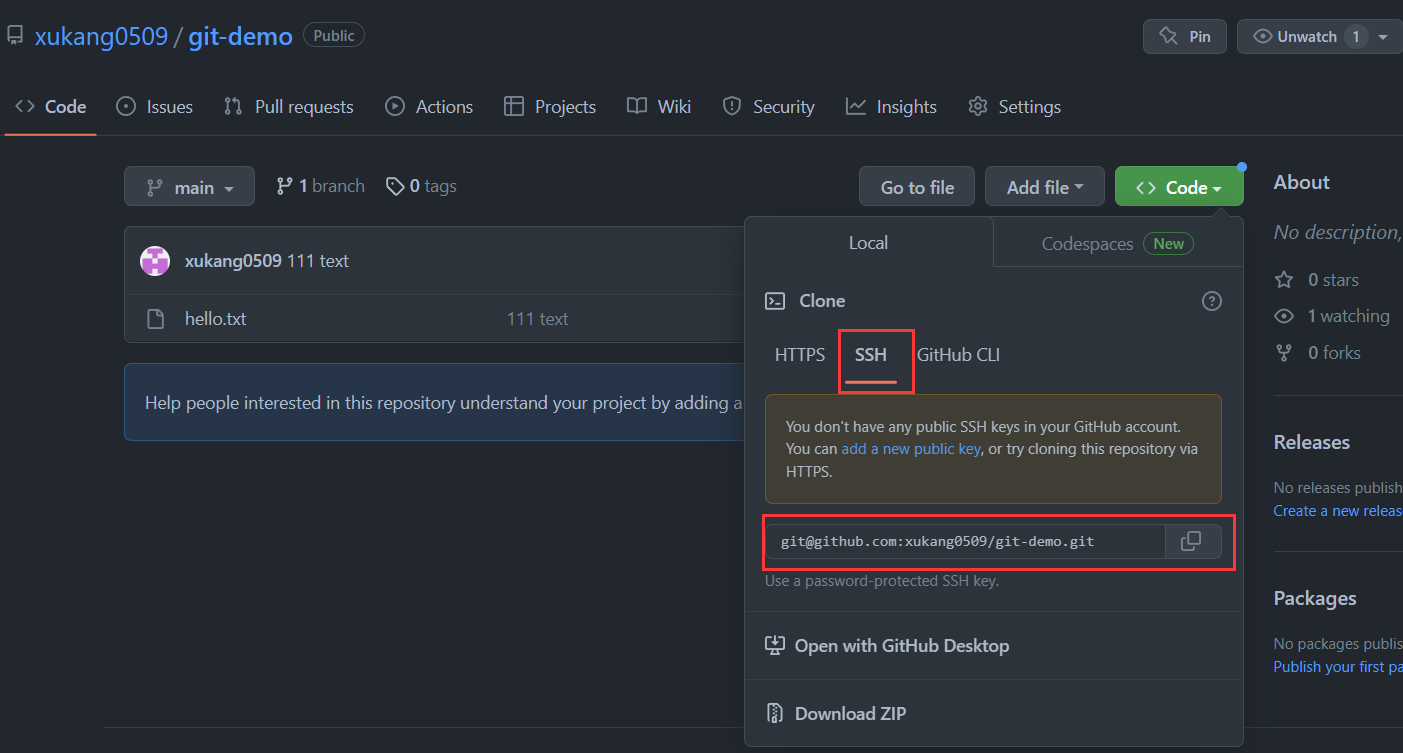 xukang0509 / git-demo Public
Pin
Unwatch 1
Code
Issues
Pull requests
Actions
Projects
Wiki
Security
Insights
Settings
main
1 branch
0 tags
Go to file
Add file
Code
xukang0509 111 text
hello.txt
111 text
Help people interested in this repository understand your project by adding a
Local
Codespaces New
Clone
HTTPS
SSH
GitHub CLI
You don't have any public SSH keys in your GitHub account.
You can add a new public key, or try cloning this repository via
HTTPS.
git@github.com:xukang0509/git-demo.git
Use a password-protected SSH key.
Open with GitHub Desktop
Download ZIP
About
No description,
0 stars
1 watching
0 forks
Releases
No releases publish
Create a new releas
Packages
No packages publis
Publish your first pa